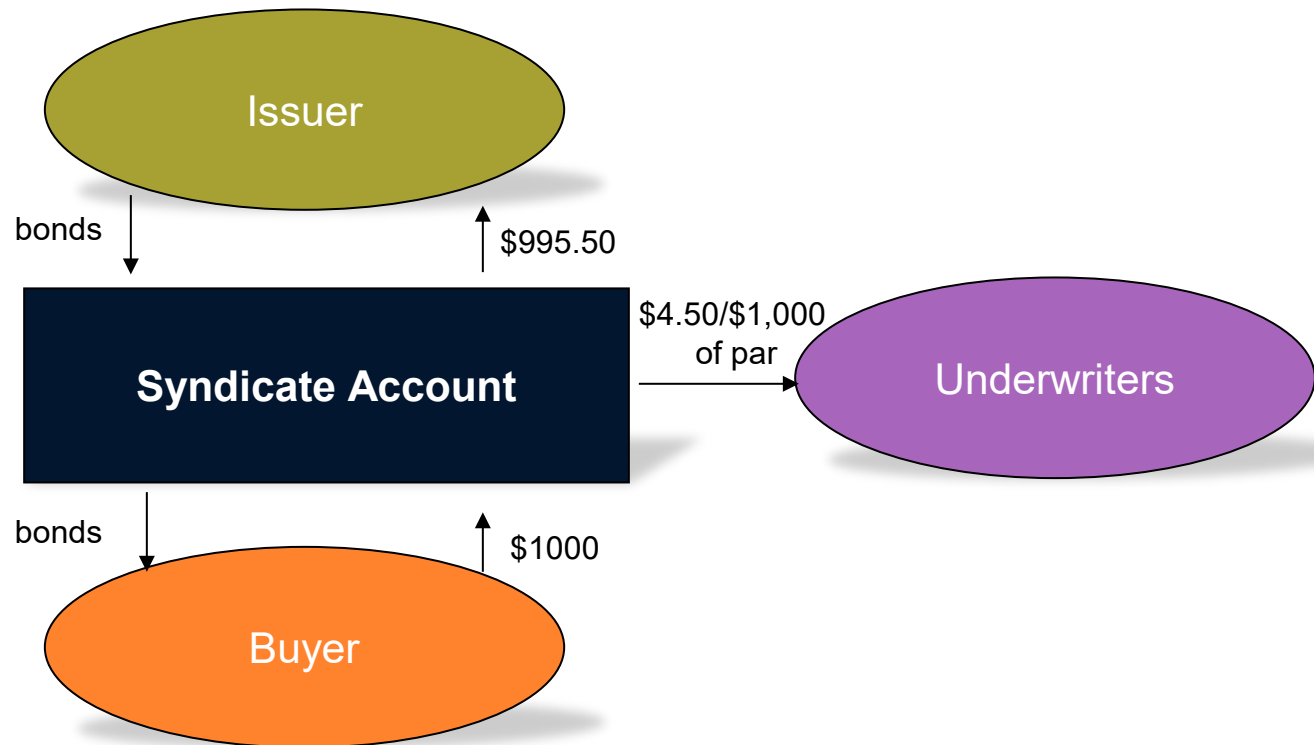 Issuer
bonds
$995.50
Syndicate Account
$4.50/$1,000
of par
Underwriters
bonds
$1000
Buyer